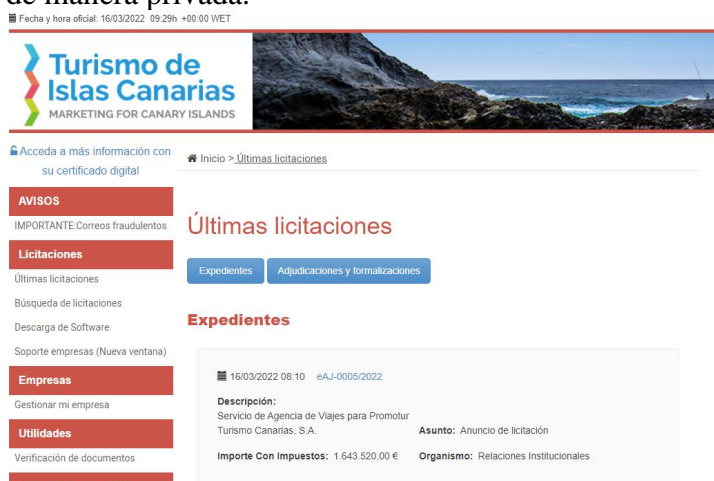 de manera privada.
Fecha y hora oficial: 16/03/2022 09:29h +00:00 WET
Turismo de
Islas Canarias
MARKETING FOR CANARY ISLANDS
Acceda a más información con
su certificado digital
Inicio > Últimas licitaciones
AVISOS
IMPORTANTE:Correos fraudulentos
Licitaciones
Últimas licitaciones
Búsqueda de licitaciones
Descarga de Software
Soporte empresas (Nueva ventana)
Empresas
Gestionar mi empresa
Utilidades
Verificación de documentos
Últimas licitaciones
Expedientes Adjudicaciones y formalizaciones
Expedientes
16/03/2022 08:10 eAJ-0005/2022
Descripción:
Servicio de Agencia de Viajes para Promotur
Turismo Canarias, S.A. Asunto: Anuncio de licitación
Importe Con Impuestos: 1.643.520,00 € Organismo: Relaciones Institucionales